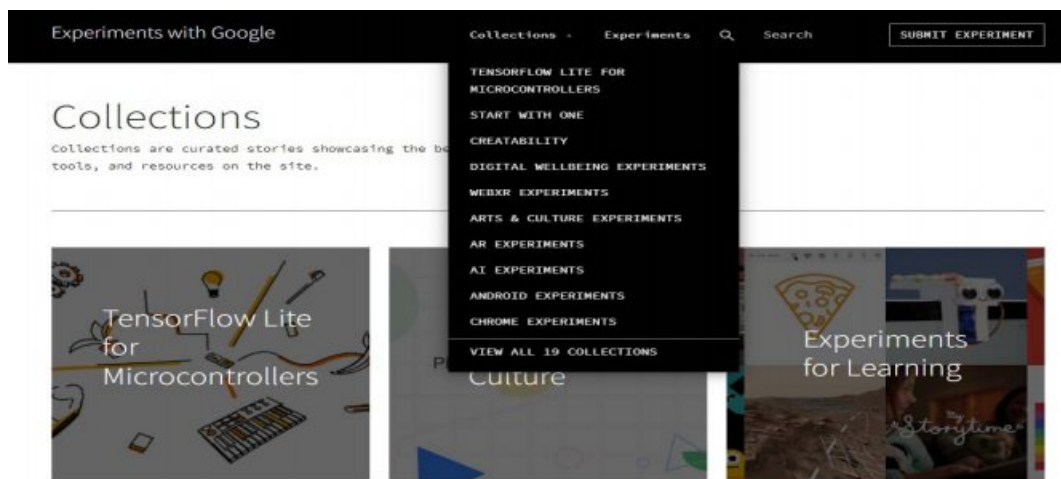 Experiments with Google
Collections
Experiments
Search
SUBMIT EXPERIMENT
TENSORFLOW LITE FOR
MICROCONTROLLERS
START WITH ONE
CREATABILITY
DIGITAL WELLBEING EXPERIMENTS
WEBXR EXPERIMENTS
ARTS & CULTURE EXPERIMENTS
AR EXPERIMENTS
AI EXPERIMENTS
ANDROID EXPERIMENTS
CHROME EXPERIMENTS
VIEW ALL 19 COLLECTIONS
Collections
Collections are curated stories showcasing the be
tools, and resources on the site.
TensorFlow Lite
for
Microcontrollers
P
Culture
Experiments
for Learning
Storytime